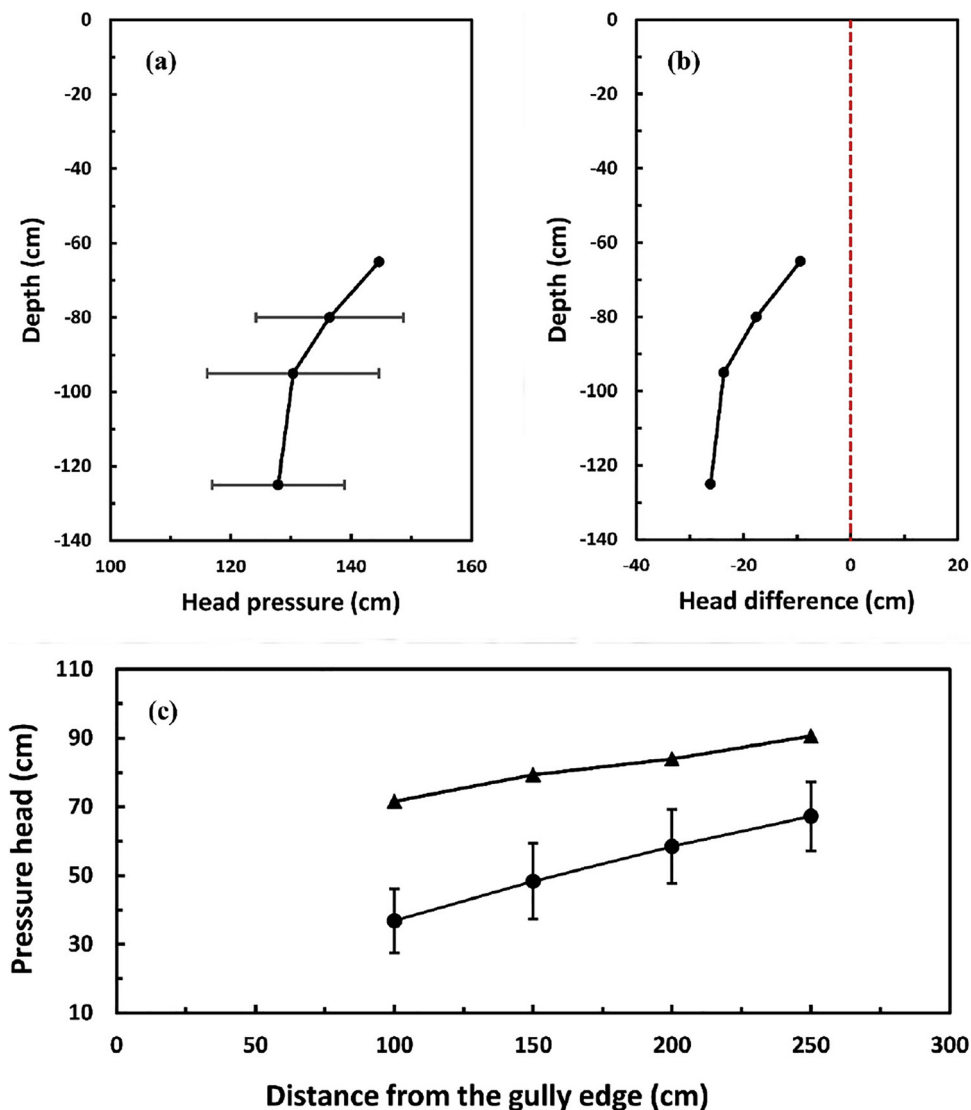 (a)
0
-20
-40
-60
-80
-100
-120
-140
Depth (cm)
100 120 140 160
Head pressure (cm)
(b)
0
-20
-40
-60
-80
-100
-120
-140
Depth (cm)
-40 -20 0 20
Head difference (cm)
(c)
110
90
70
50
30
10
Pressure head (cm)
0 50 100 150 200 250 300
Distance from the gully edge (cm)